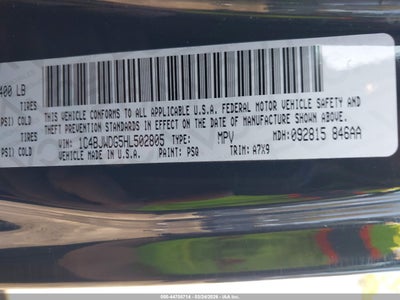 400 LB
TIRES:
PSI) COLD
TIRES:
PSI) COLD
THIS VEHICLE CONFORMS TO ALL APPLICABLE U.S.A. FEDERAL MOTOR VEHICLE SAFETY AND
THEFT PREVENTION STANDARDS IN EFFECT ON THE DATE OF MANUFACTURE SHOWN ABOVE.
VIN: 1C4BJWDG5HL502805 TYPE: MPV MDH: 092815 846AA
VEHICLE MADE IN U.S.A. PAINT: PSQ TRIM: A7X9
IAA